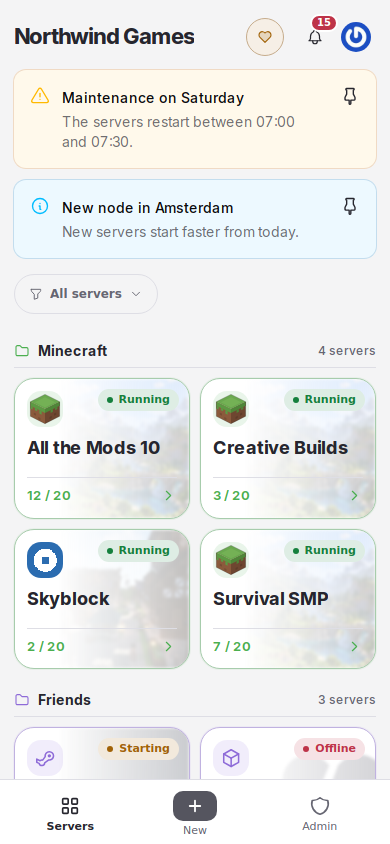 Northwind Games
15
Maintenance on Saturday
The servers restart between 07:00
and 07:30.
New node in Amsterdam
New servers start faster from today.
All servers
Minecraft
4 servers
Running
All the Mods 10
12 / 20
Running
Creative Builds
3 / 20
Running
Skyblock
2 / 20
Running
Survival SMP
7 / 20
Friends
3 servers
Starting
Offline
Servers
New
Admin